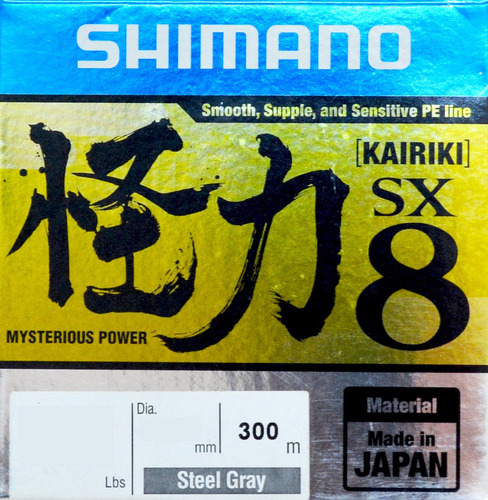 SHIMANO
Smooth, Supple, and Sensitive PE line
怪力
[KAIRIKI]
SX
8
MYSTERIOUS POWER
Lbs
Dia.
mm
300 m
Steel Gray
Material
Made in
JAPAN